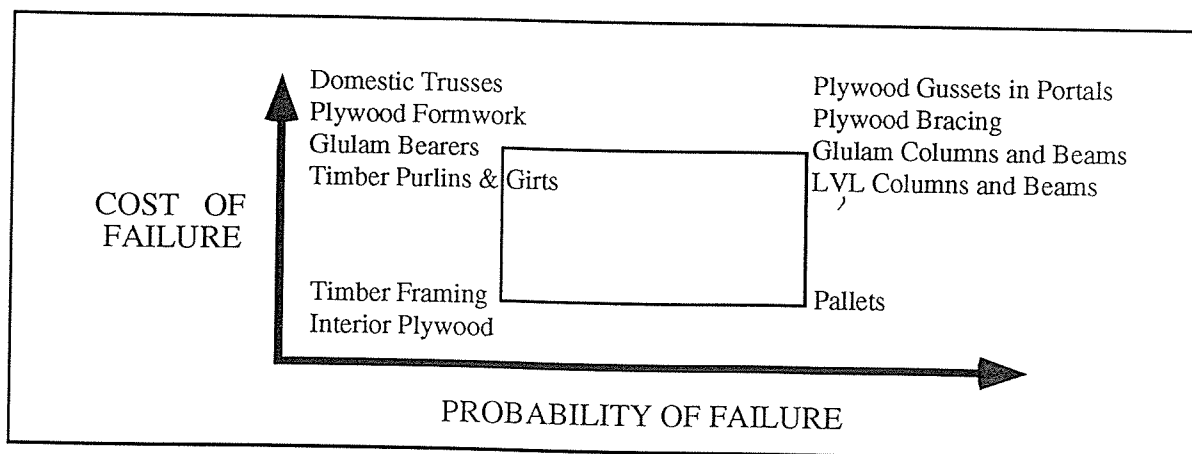 Domestic Trusses
Plywood Formwork
Glulam Bearers
Timber Purlins & Girts
Plywood Gussets in Portals
Plywood Bracing
Glulam Columns and Beams
LVL Columns and Beams
COST OF
FAILURE
Timber Framing
Interior Plywood
Pallets
PROBABILITY OF FAILURE